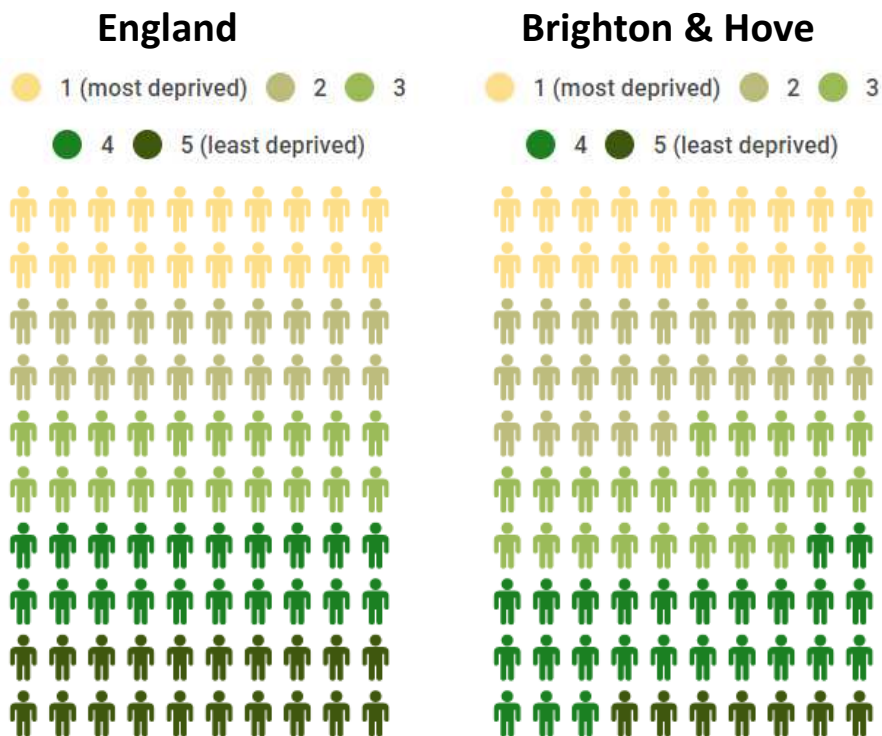 England
1 (most deprived) 2 3
4 5 (least deprived)
Brighton & Hove
1 (most deprived) 2 3
4 5 (least deprived)